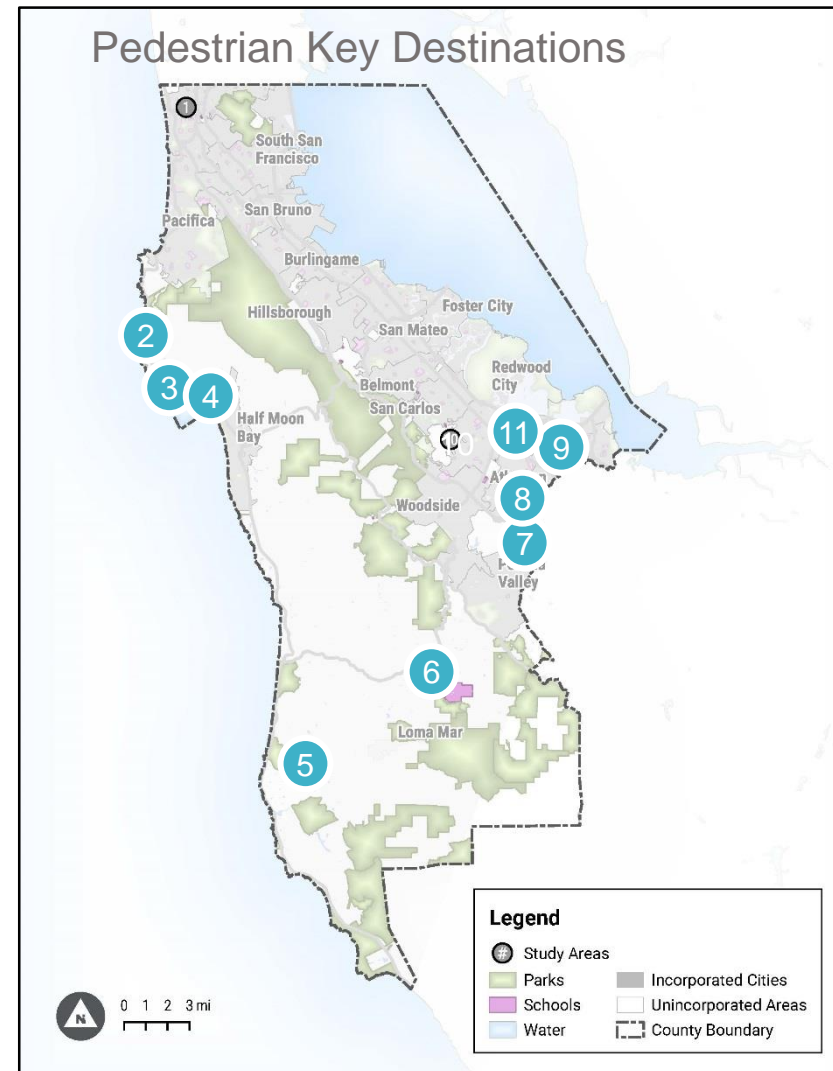 Pedestrian Key Destinations
1
South San
Francisco
San Bruno
Pacifica
Burlingame
Hillsborough
Foster City
San Mateo
2
Redwood
City
3
4
Belmont
San Carlos
Half Moon
Bay
10
11
9
8
Woodside
7
Valley
6
Loma Mar
5
Legend
# Study Areas
Parks
Schools
Water
Incorporated Cities
Unincorporated Areas
County Boundary
N
0 1 2 3 mi